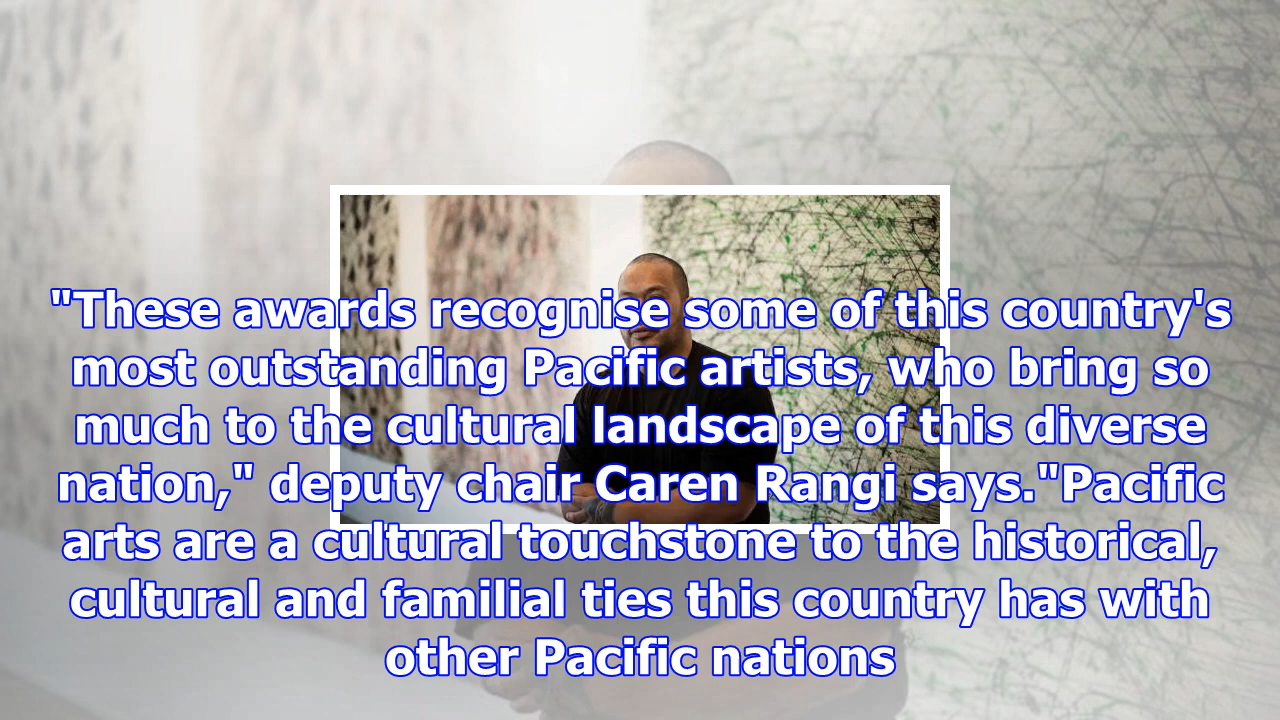 "These awards recognise some of this country's
most outstanding Pacific artists, who bring so
much to the cultural landscape of this diverse
nation," deputy chair Caren Rangi says."Pacific
arts are a cultural touchstone to the historical,
cultural and familial ties this country has with
other Pacific nations